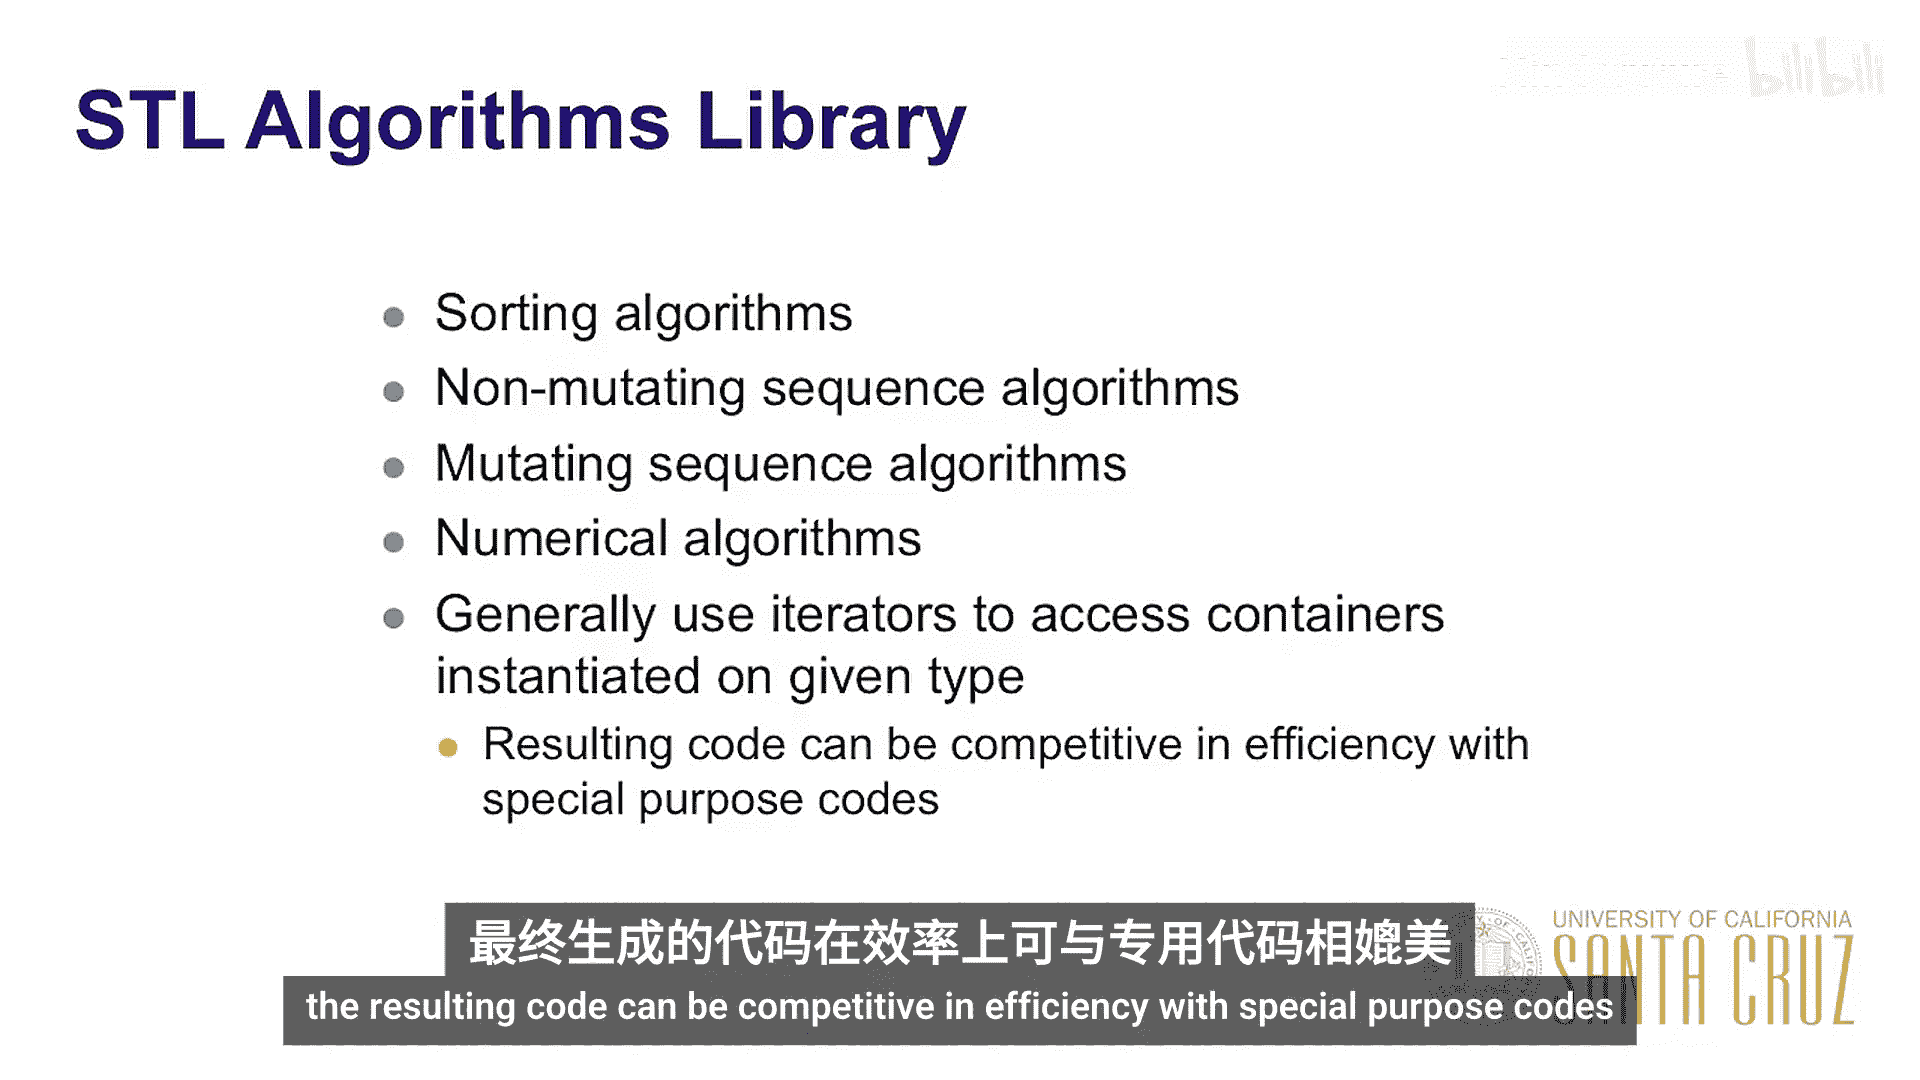 bilibili
STL Algorithms Library
Sorting algorithms
Non-mutating sequence algorithms
Mutating sequence algorithms
Numerical algorithms
Generally use iterators to access containers
instantiated on given type
Resulting code can be competitive in efficiency with
special purpose codes
最终生成的代码在效率上可与专用代码相媲美
the resulting code can be competitive in efficiency with special purpose codes
UNIVERSITY OF CALIFORNIA
SANTA CRUZ